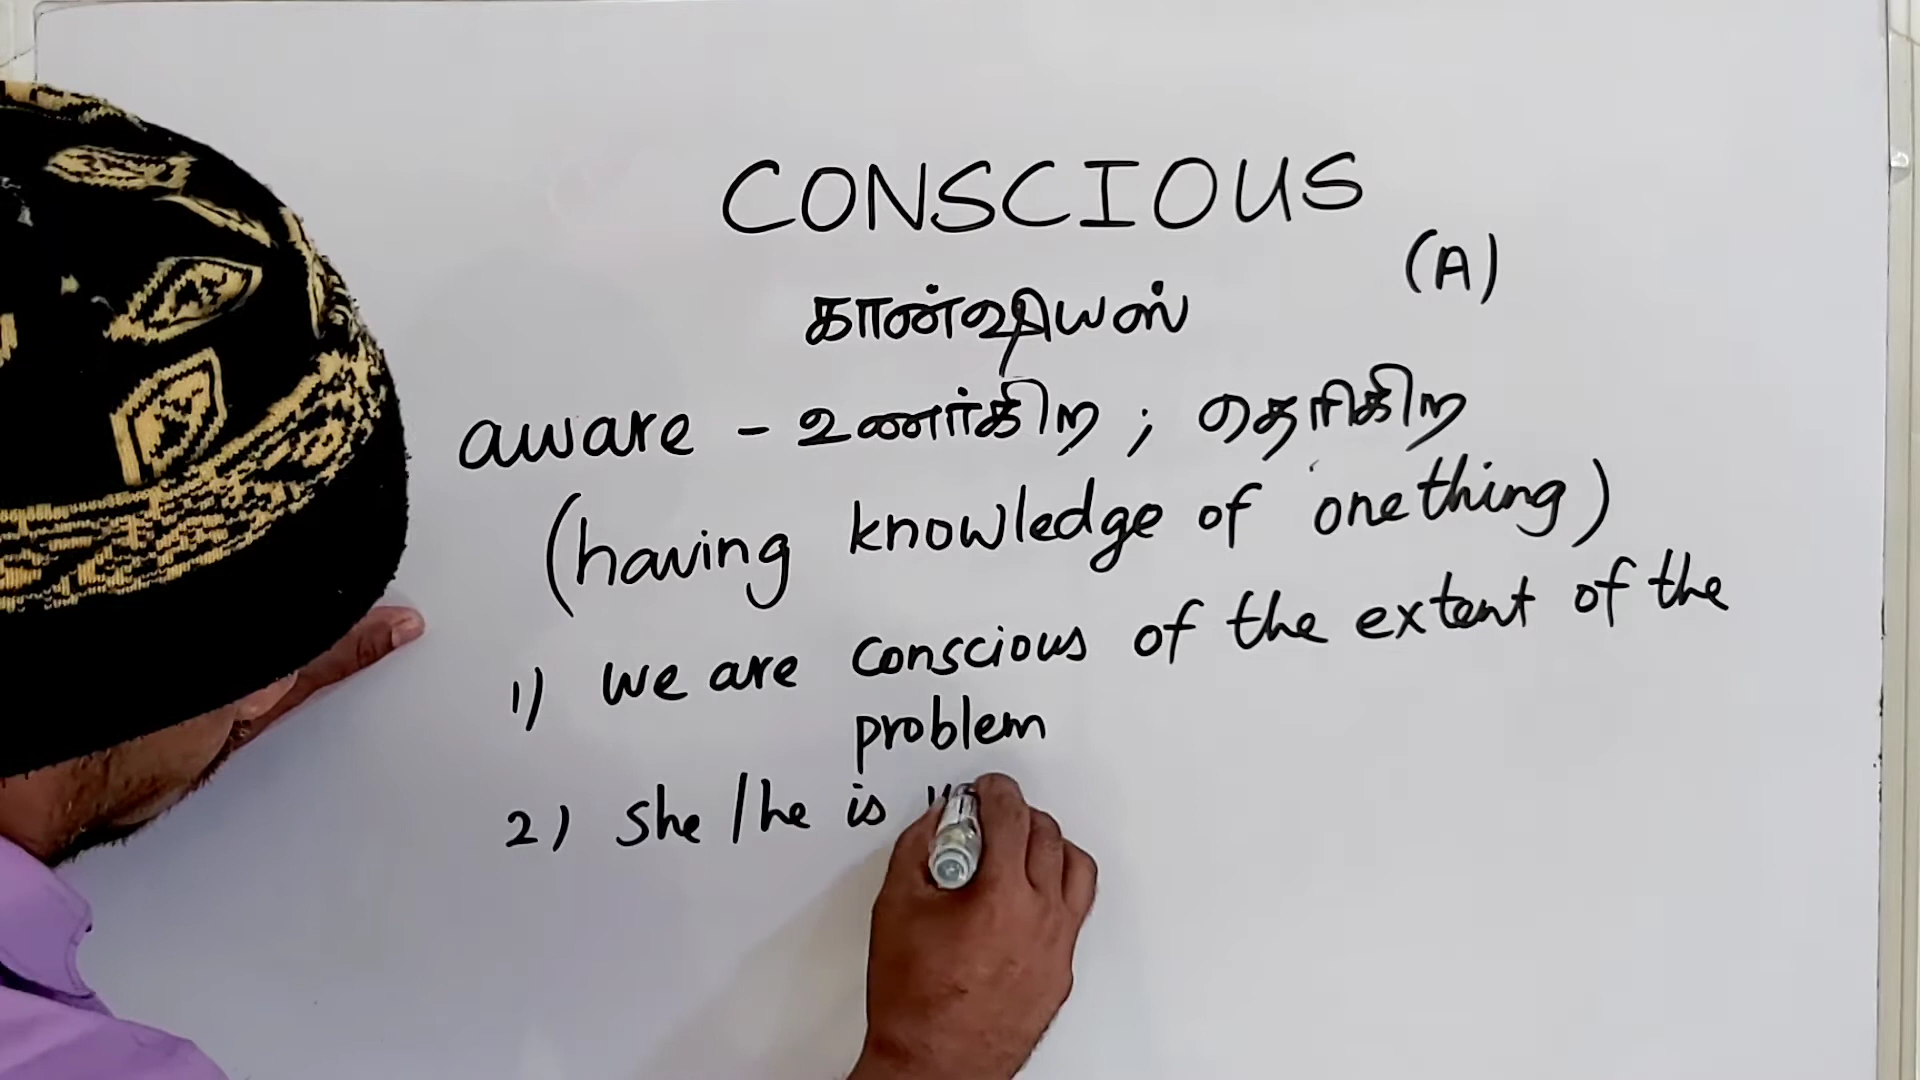 CONSCIOUS
(A)
கான்ஷியஸ்
aware - உணர்கிற ; தெரிகிற
(having knowledge of onething)
1) we are conscious of the extent of the
problem
2) she / he is